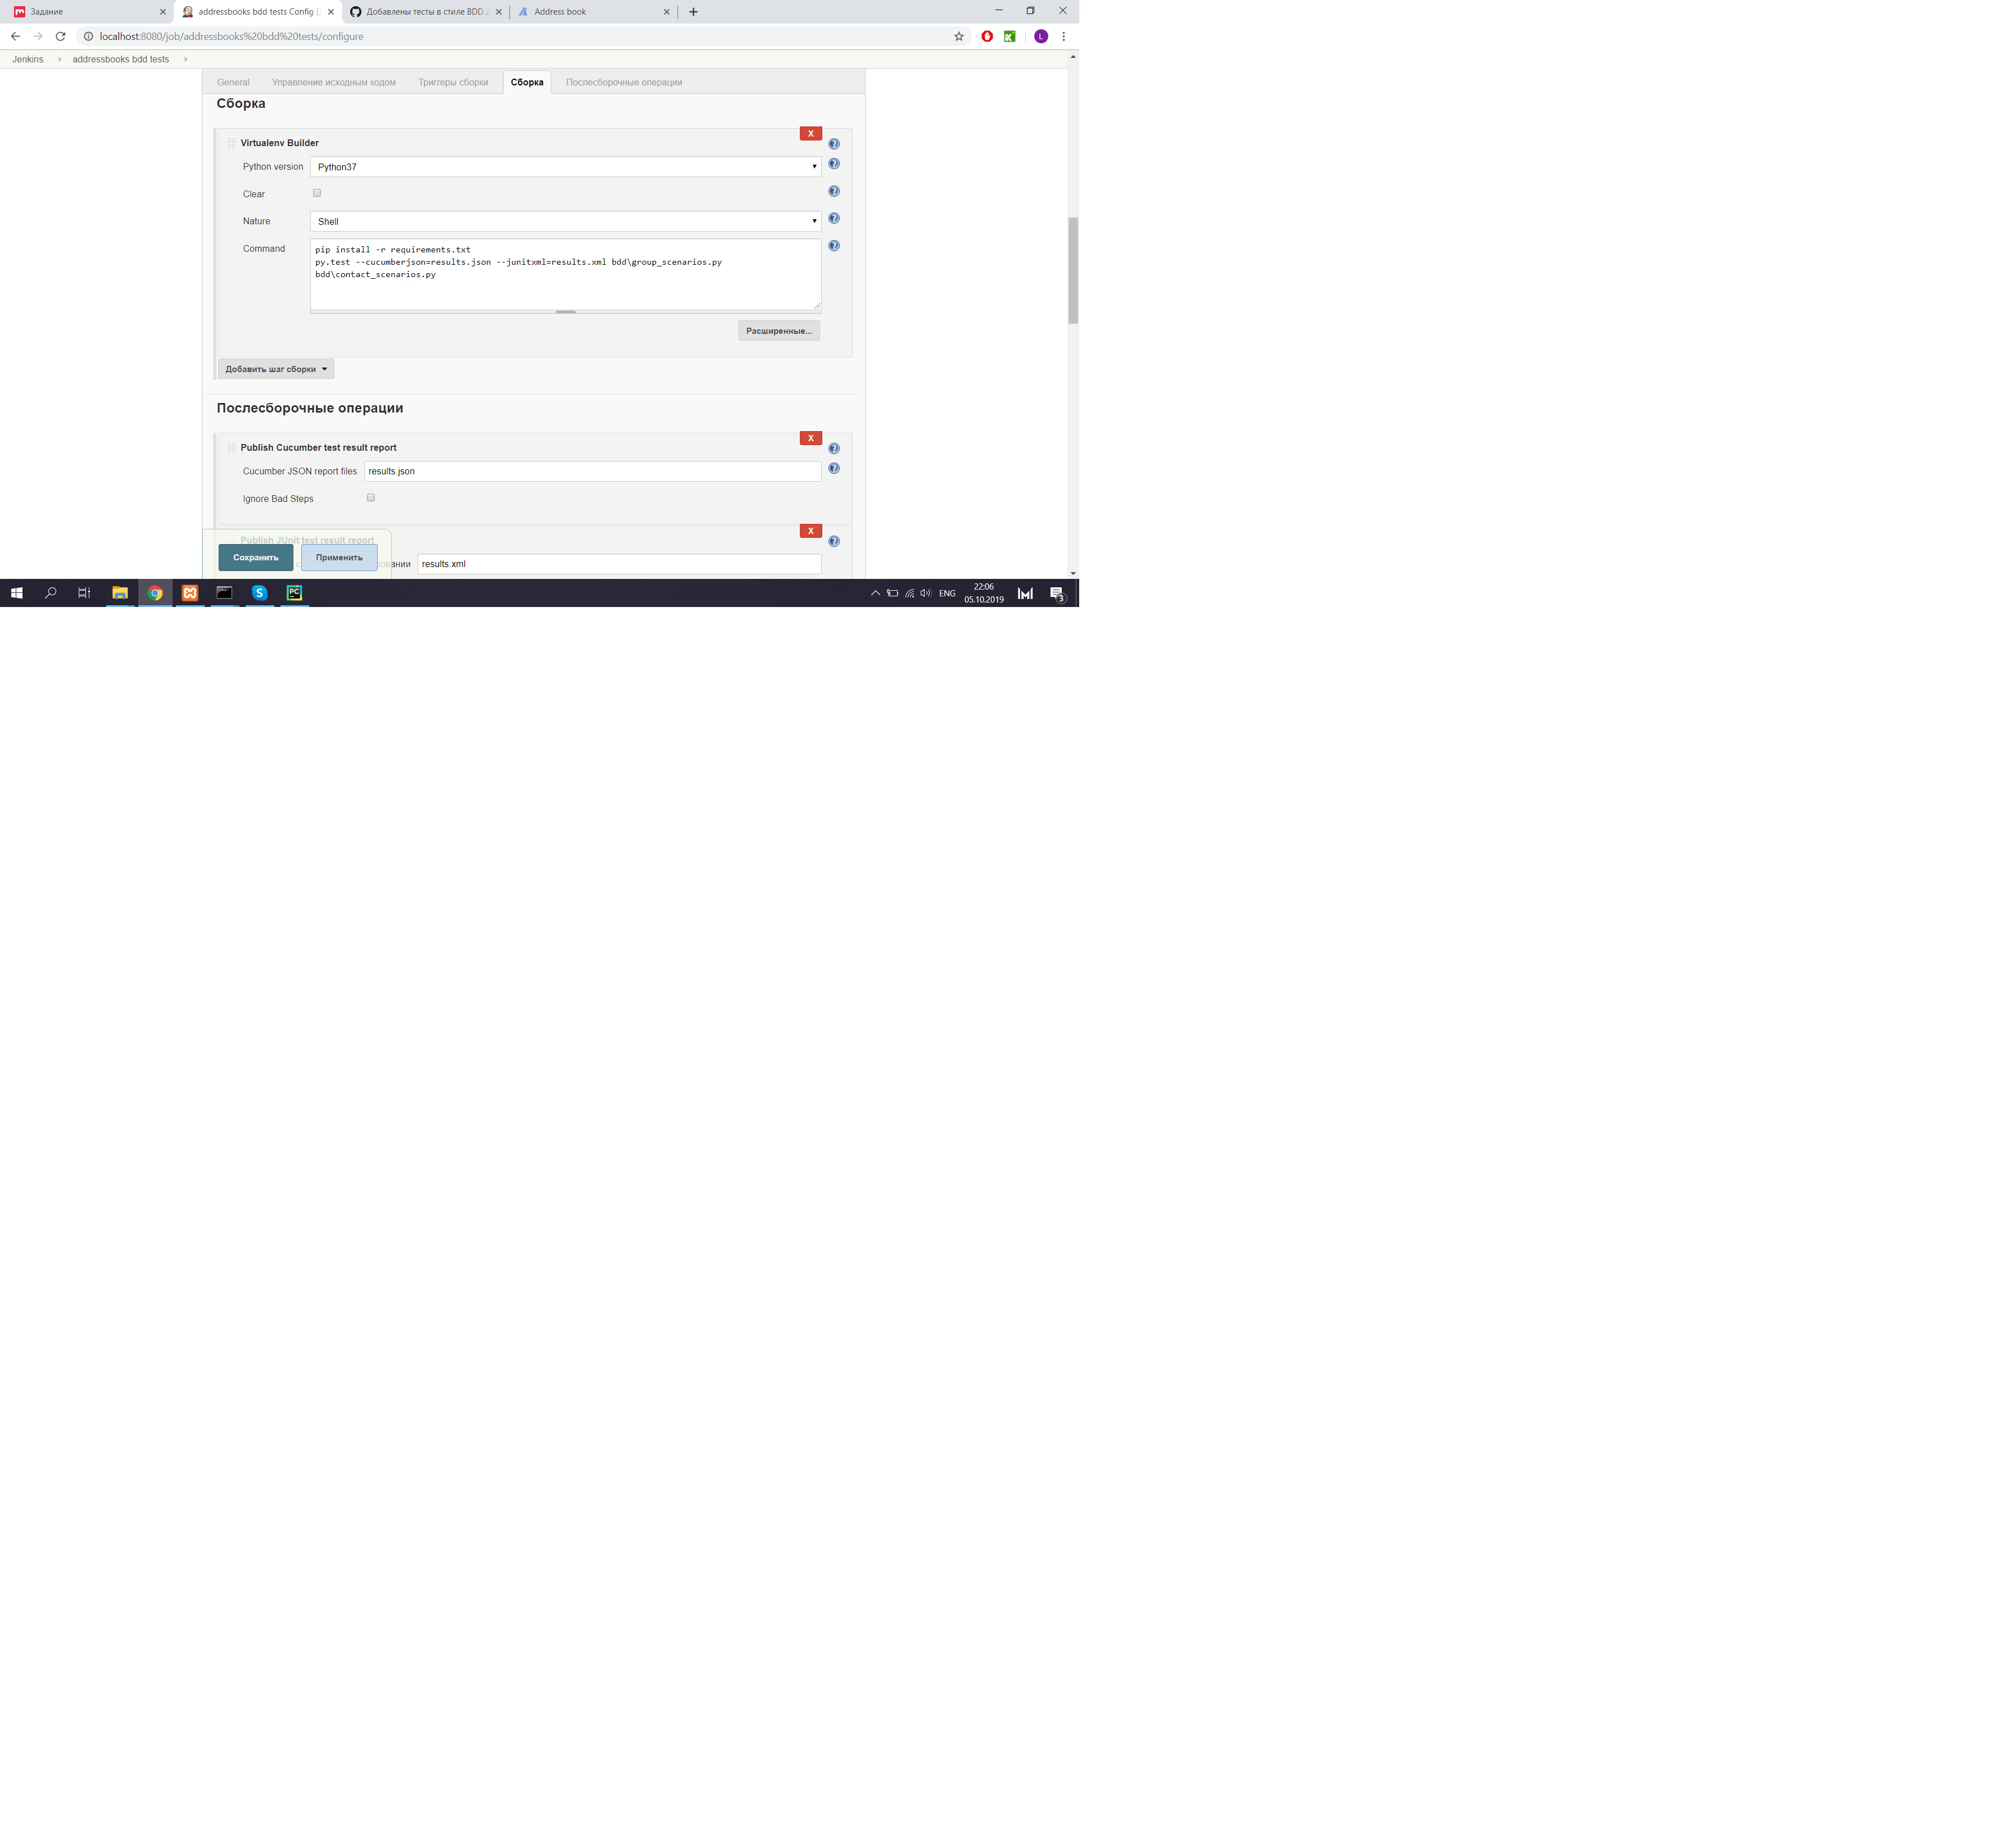 Задание
addressbooks bdd tests Config [
Добавлены тесты в стиле BDD
Address book
localhost:8080/job/addressbooks%20bdd%20tests/configure
L
Jenkins
addressbooks bdd tests
General
Управление исходным кодом
Триггеры сборки
Сборка
Послесборочные операции
Сборка
X
Virtualenv Builder
Python version
Python37
Clear
Nature
Shell
Command
pip install -r requirements.txt
py.test --cucumberjson=results.json --junitxml=results.xml bdd\group_scenarios.py
bdd\contact_scenarios.py
Расширенные...
Добавить шаг сборки
Послесборочные операции
X
Publish Cucumber test result report
Cucumber JSON report files
results.json
Ignore Bad Steps
X
Publish JUnit test result report
Сохранить
Применить
results.xml
ENG
22:06
05.10.2019
3